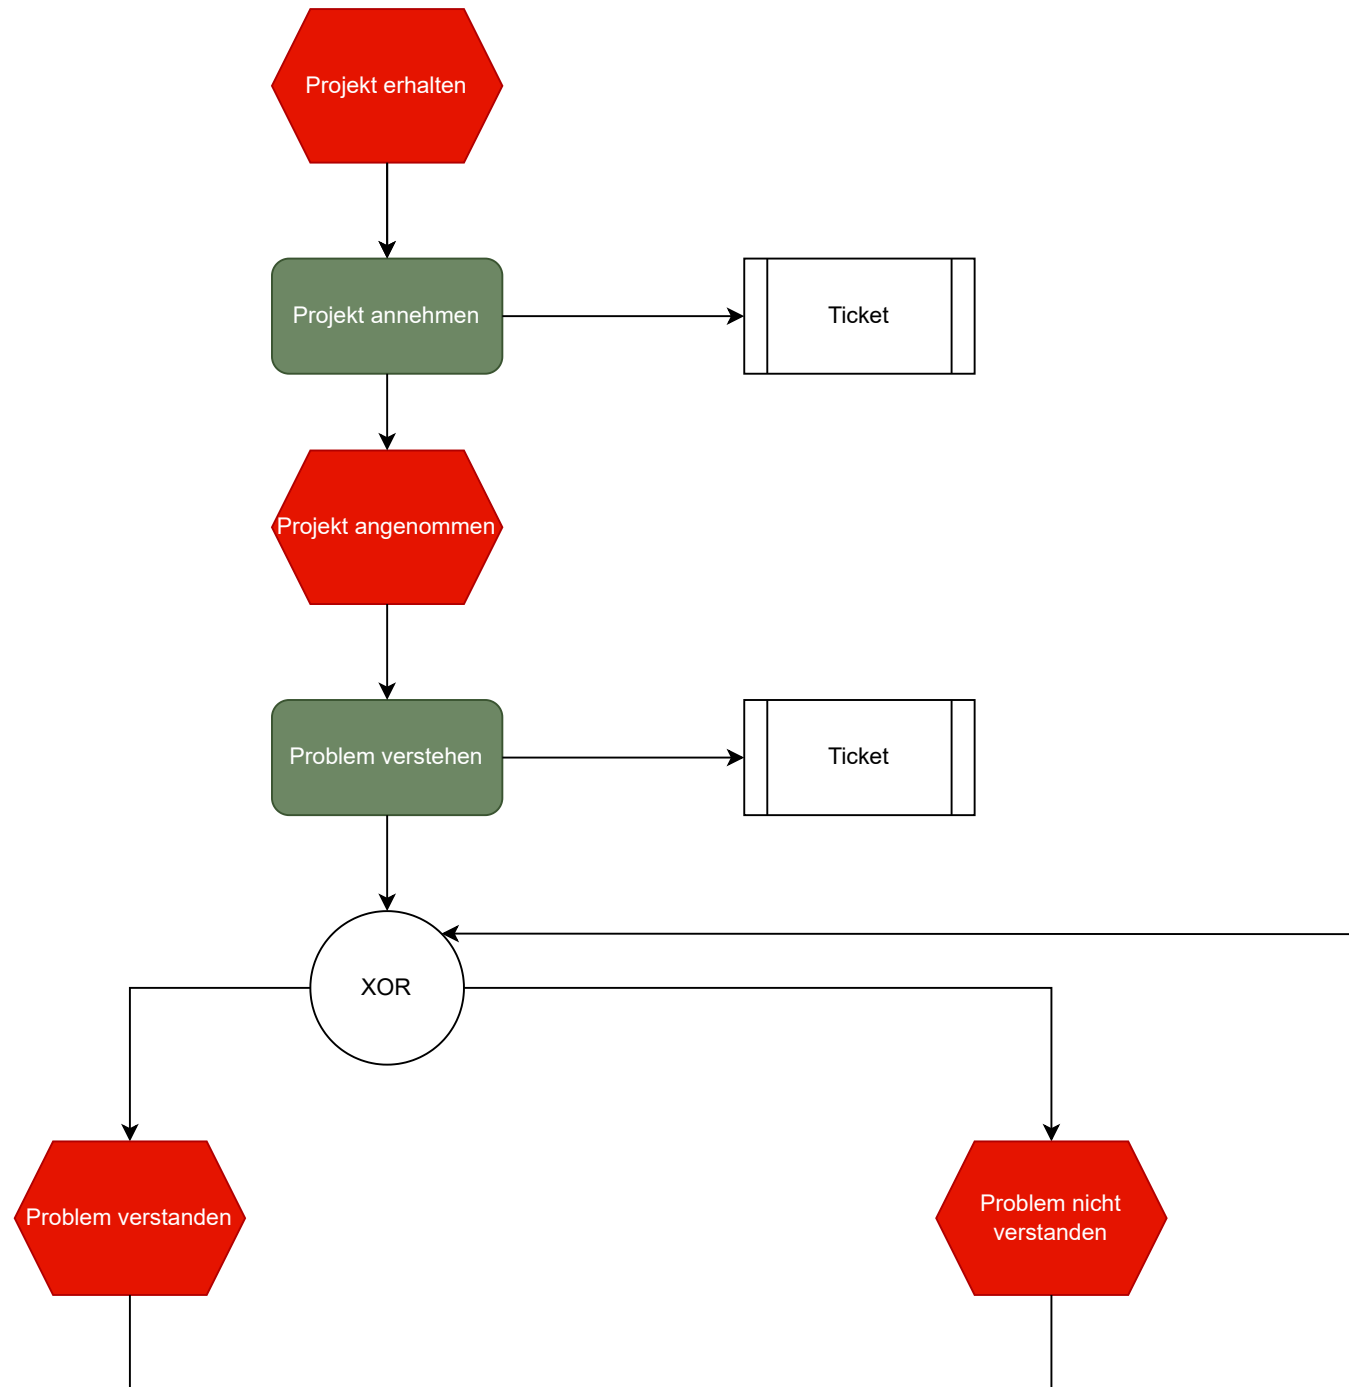 Projekt erhalten
Projekt annehmen
Ticket
Projekt angenommen
Problem verstehen
Ticket
XOR
Problem verstanden
Problem nicht
verstanden